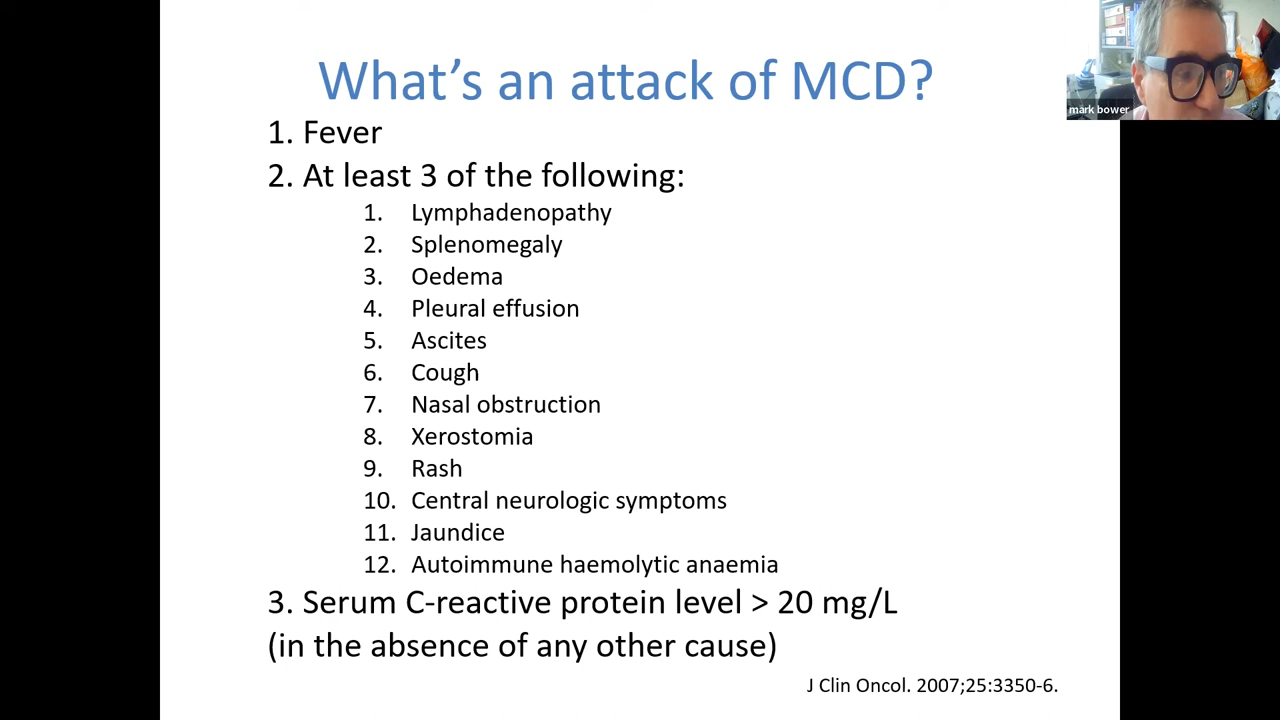 What's an attack of MCD?
mark bower
1. Fever
2. At least 3 of the following:
1. Lymphadenopathy
2. Splenomegaly
3. Oedema
4. Pleural effusion
5. Ascites
6. Cough
7. Nasal obstruction
8. Xerostomia
9. Rash
10. Central neurologic symptoms
11. Jaundice
12. Autoimmune haemolytic anaemia
3. Serum C-reactive protein level > 20 mg/L
(in the absence of any other cause)
J Clin Oncol. 2007;25:3350-6.